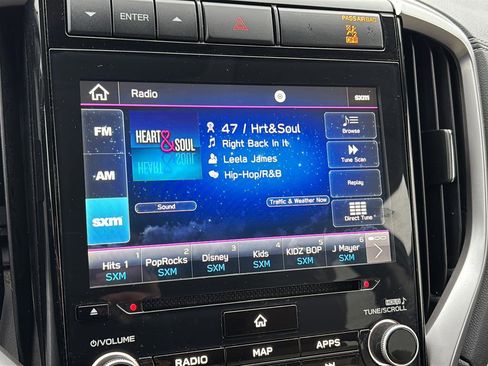 ENTER
PASS AIR BAG
OFF
Radio
sxm
FM
AM
sxm
HEART & SOUL
47 / Hrt&Soul
Right Back In It
Leela James
Hip-Hop/R&B
Browse
Tune Scan
Replay
Direct Tune
Sound
Traffic & Weather Now
1 2 3 4 5 6
Hits 1 PopRocks Disney Kids KIDZ BOP J Mayer
SXM SXM SXM SXM SXM SXM
HOUR
TUNE/SCROLL
VOLUME
RADIO
MAP
APPS